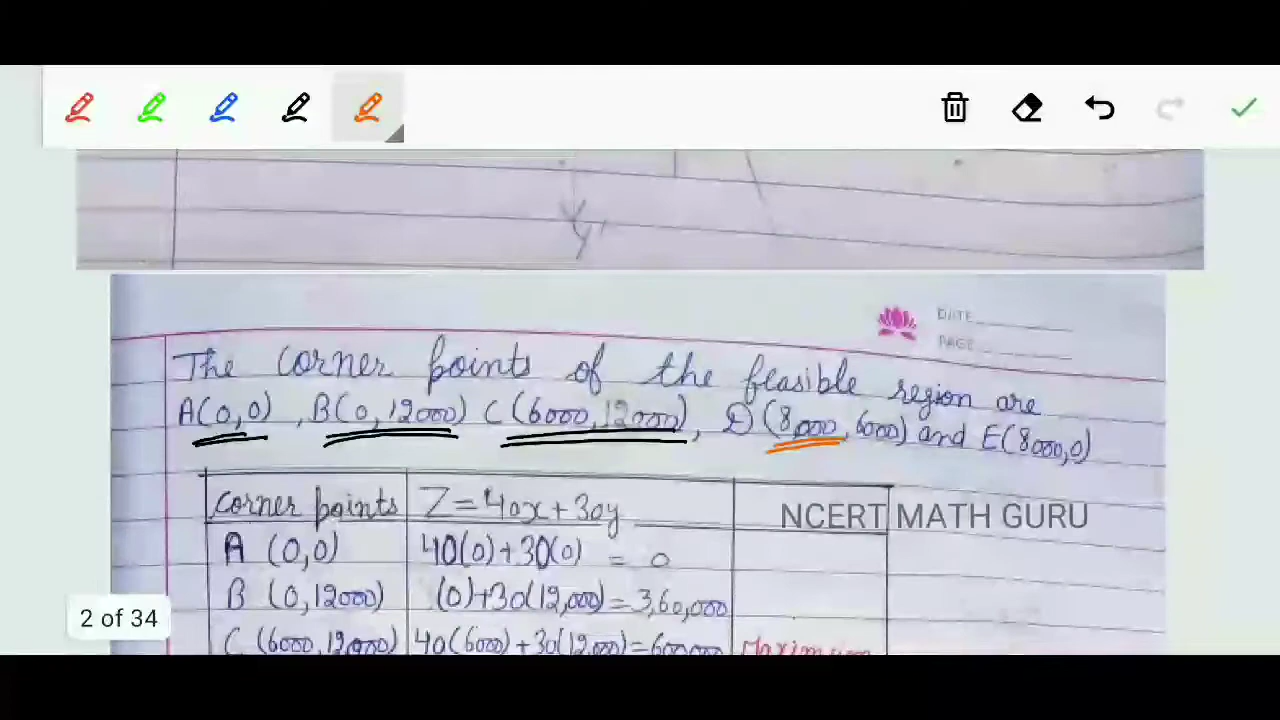 y'
DATE
PAGE
The corner points of the feasible region are
A(0,0) , B(0,12000) C (6000,12000), D (8000,6000) and E(8000,0)
corner points Z=40x+30y
NCERT MATH GURU
A (0,0) 40(0)+30(0) = 0
B (0,12000) (0)+30(12,000)=3,60,000
2 of 34
C (6000,12000) 40(6000)+30(12,000)=600000 Maximum